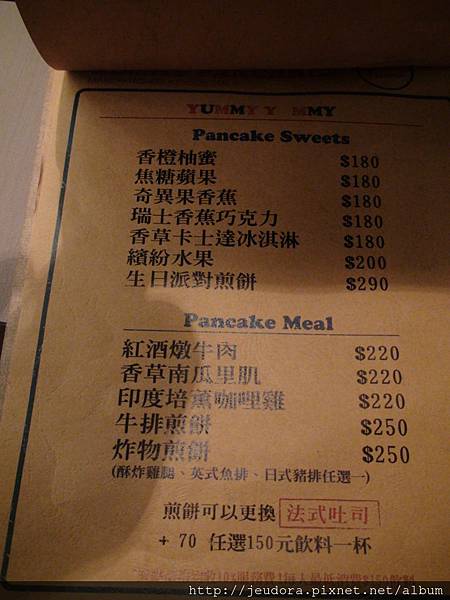 YUMMY Y MMY
Pancake Sweets
香橙柚蜜 $180
焦糖蘋果 $180
奇異果香蕉 $180
瑞士香蕉巧克力 $180
香草卡士達冰淇淋 $180
繽紛水果 $200
生日派對煎餅 $290
Pancake Meal
紅酒燉牛肉 $220
香草南瓜里肌 $220
印度培薰咖哩雞 $220
牛排煎餅 $250
炸物煎餅 $250
(酥炸雞腿、英式魚排、日式豬排任選一)
煎餅可以更換 法式吐司
+ 70 任選150元飲料一杯
http://jeudora.pixnet.net/album